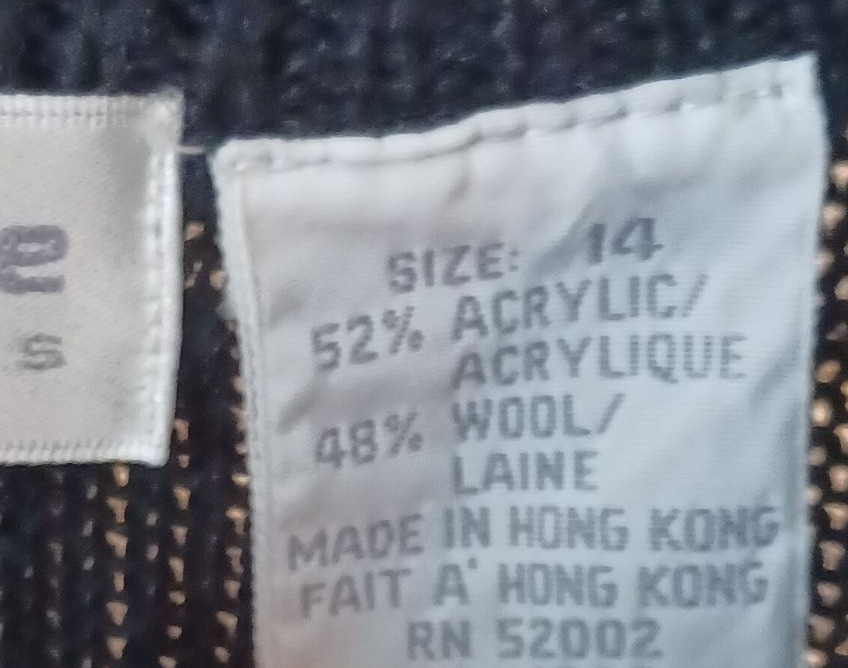 e
s
SIZE: 14
52% ACRYLIC/
ACRYLIQUE
48% WOOL/
LAINE
MADE IN HONG KONG
FAIT A' HONG KONG
RN 52002